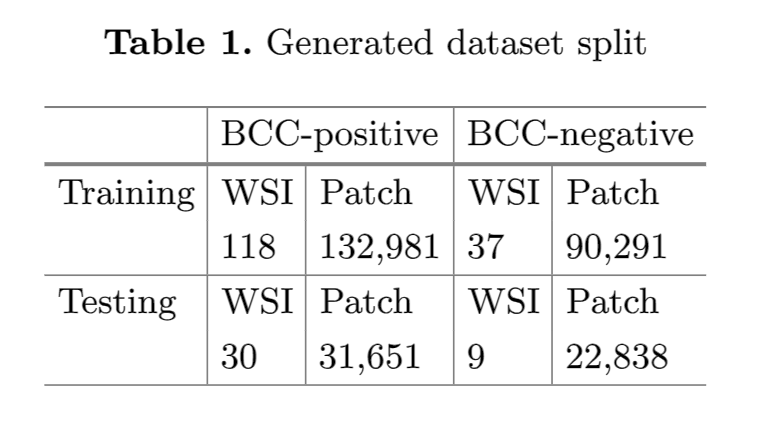 Table 1. Generated dataset split
BCC-positive BCC-negative
Training WSI Patch WSI Patch
118 132,981 37 90,291
Testing WSI Patch WSI Patch
30 31,651 9 22,838